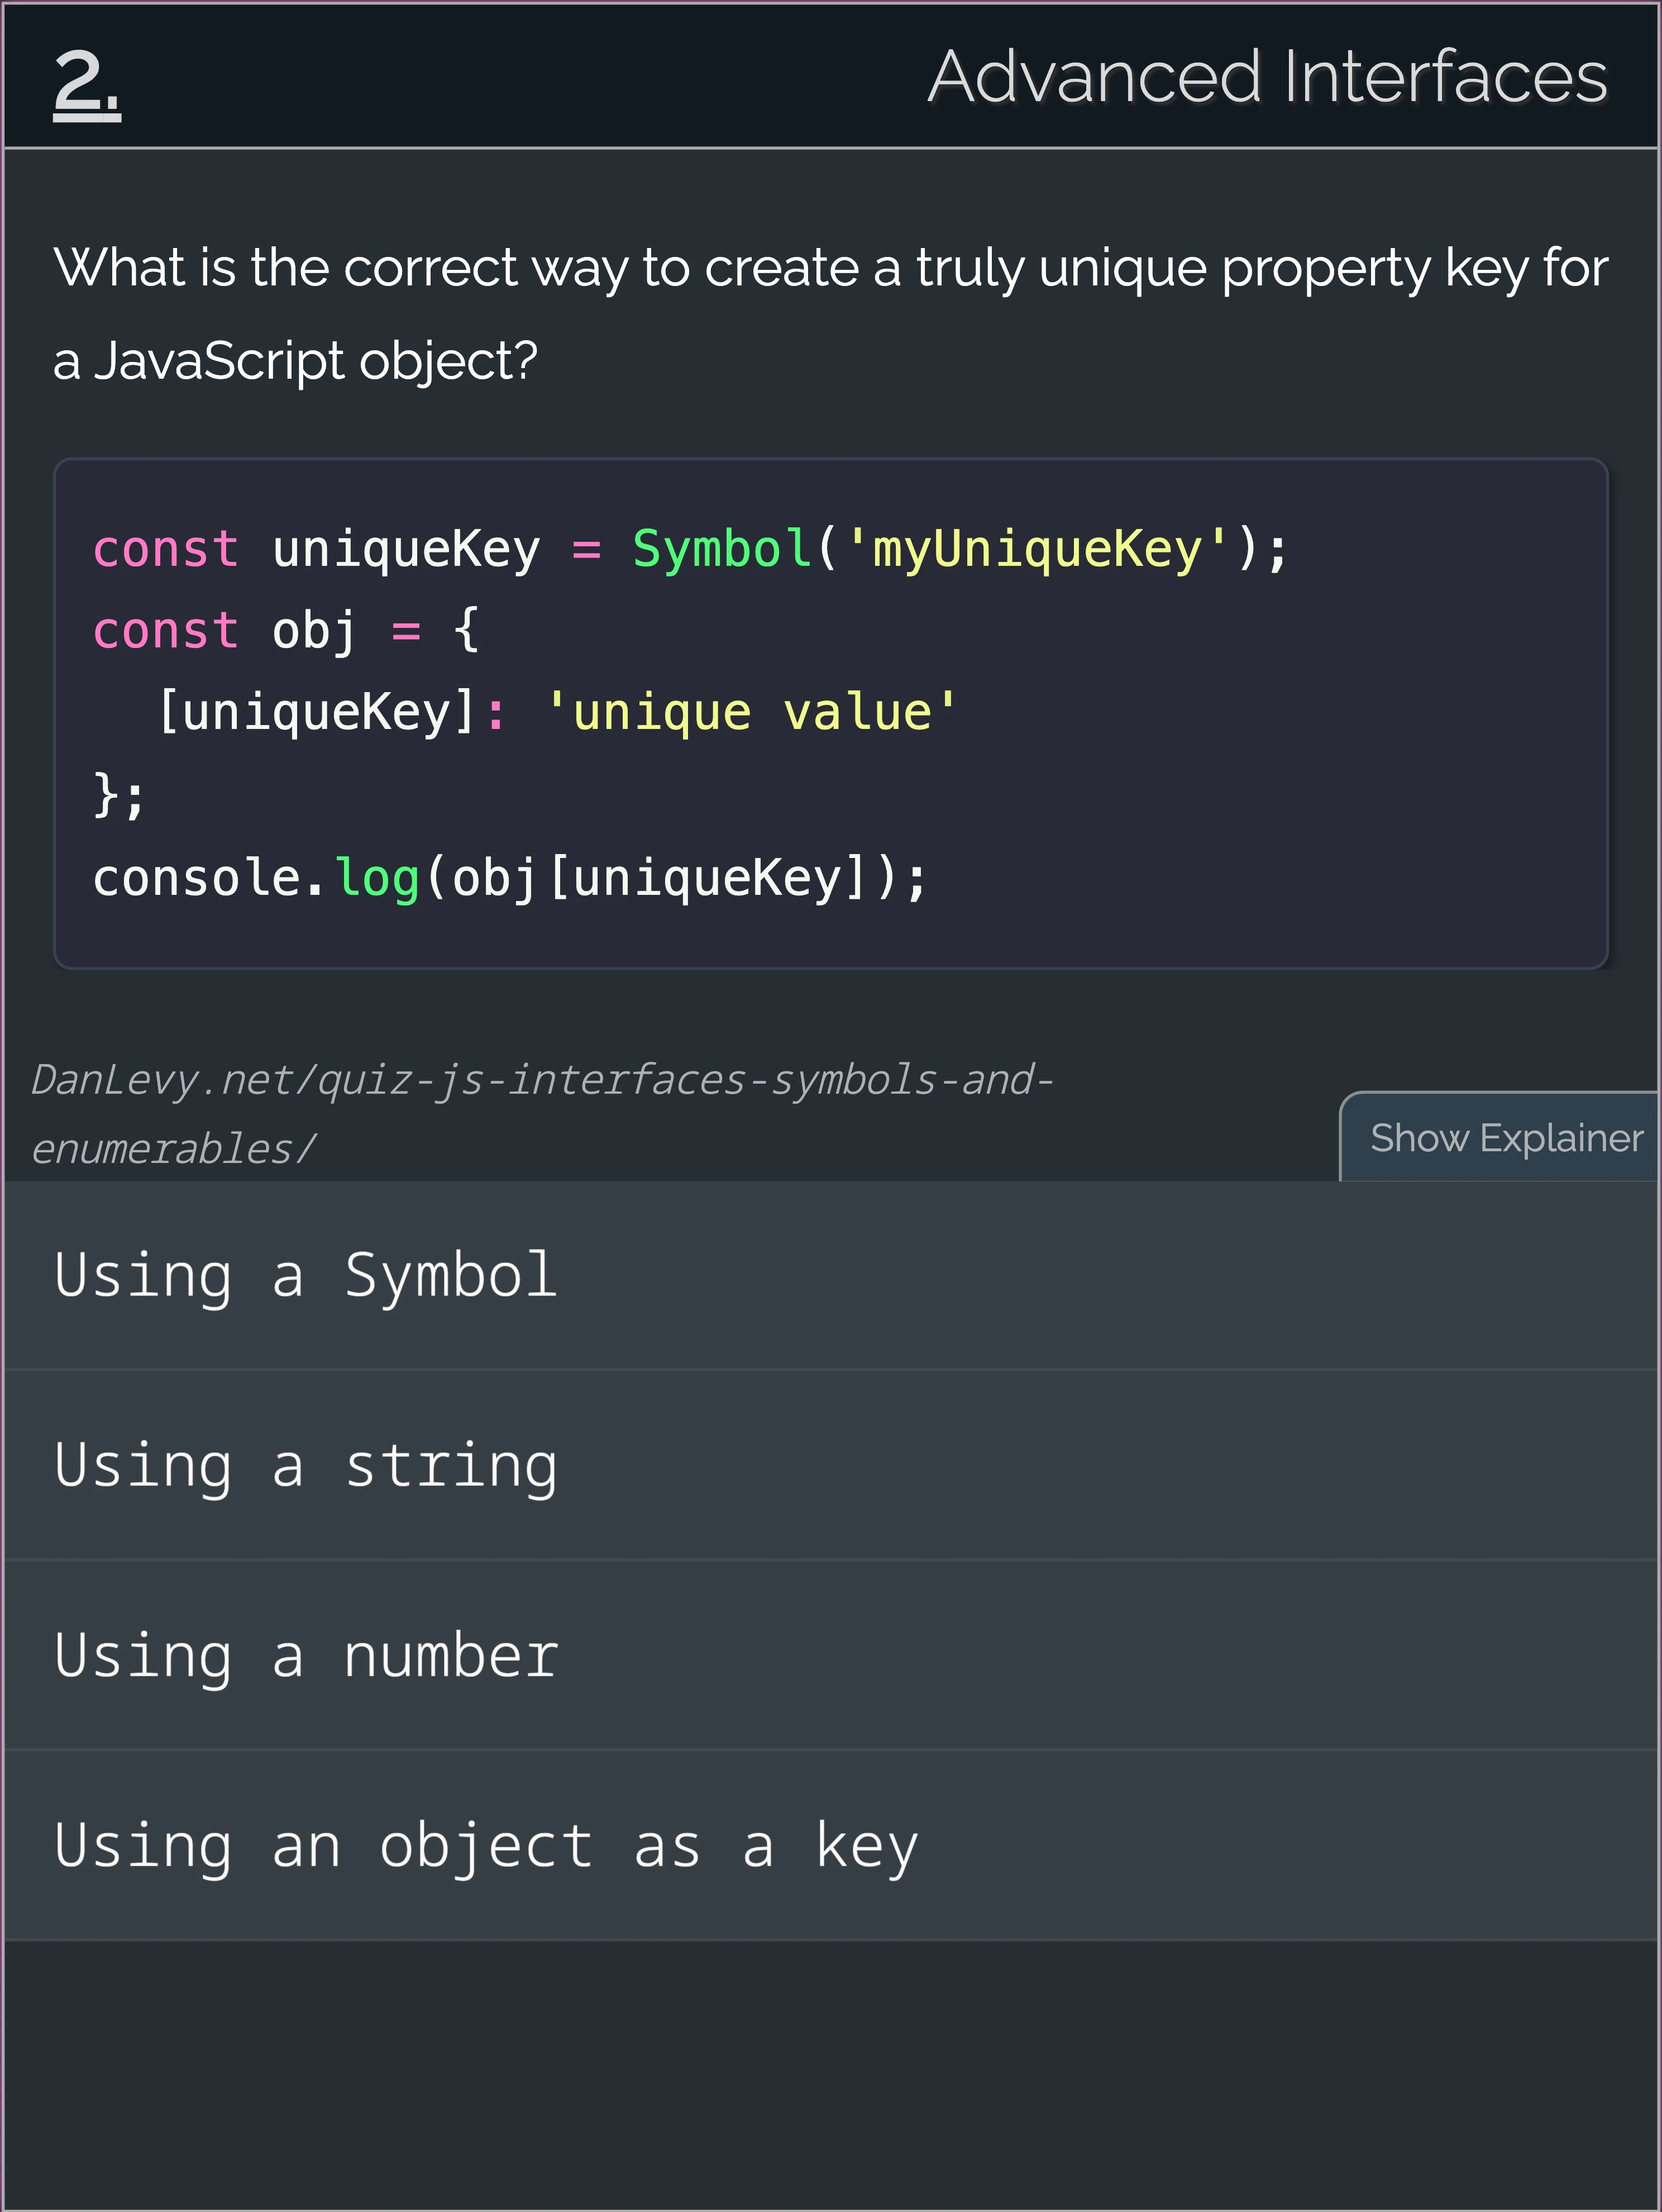 2.
Advanced Interfaces
What is the correct way to create a truly unique property key for
a JavaScript object?
const uniqueKey = Symbol('myUniqueKey');
const obj = {
  [uniqueKey]: 'unique value'
};
console.log(obj[uniqueKey]);
DanLevy.net/quiz-js-interfaces-symbols-and-
enumerables/
Show Explainer
Using a Symbol
Using a string
Using a number
Using an object as a key